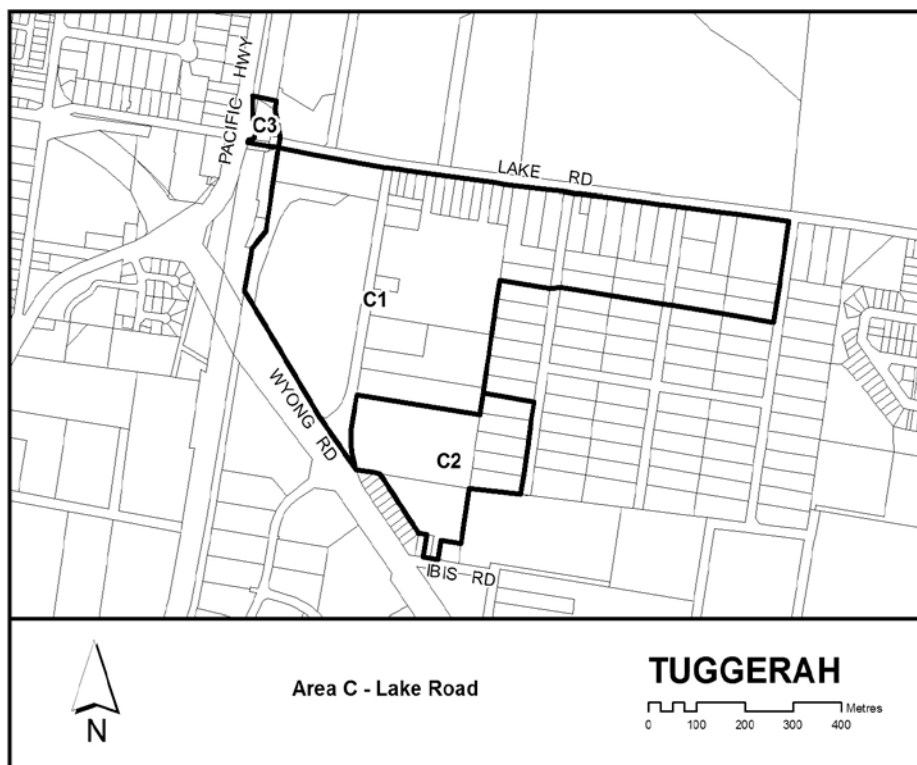 PACIFIC HWY
C3
LAKE RD
C1
WYONG RD
C2
IBIS RD
N
Area C - Lake Road
TUGGERAH
Metres
0 100 200 300 400